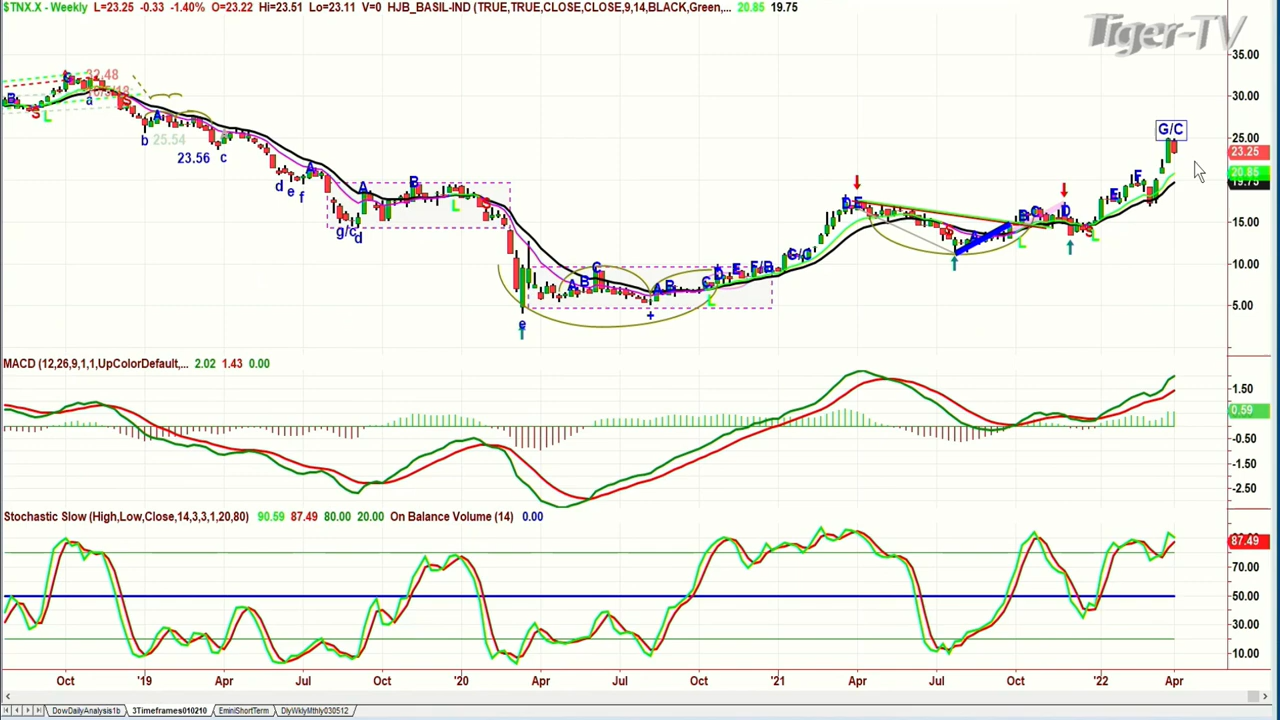 $TNX.X - Weekly L=23.25 -0.33 -1.40% O=23.22 Hi=23.51 Lo=23.11 V=0 HJB_BASIL-IND (TRUE,TRUE,CLOSE,CLOSE,9,14,BLACK,Green,... 20.85 19.75
Tiger-TV
35.00
30.00
25.00
23.25
20.85
19.75
15.00
10.00
5.00
B S L G 32.48 a S b A 25.54 23.56 c d e f A g/c d A B L S
e A B C + A B C L D E F/B G/C D E A L B C D L S E F G/C
MACD (12,26,9,1,1,UpColorDefault,... 2.02 1.43 0.00
1.50
0.59
-0.50
-1.50
-2.50
Stochastic Slow (High,Low,Close,14,3,3,1,20,80) 90.59 87.49 80.00 20.00 On Balance Volume (14) 0.00
87.49
70.00
50.00
30.00
10.00
Oct '19 Apr Jul Oct '20 Apr Jul Oct '21 Apr Jul Oct '22 Apr
DowDailyAnalysis1b 3Timeframes010210 EminiShortTerm DlyWklyMthly030512